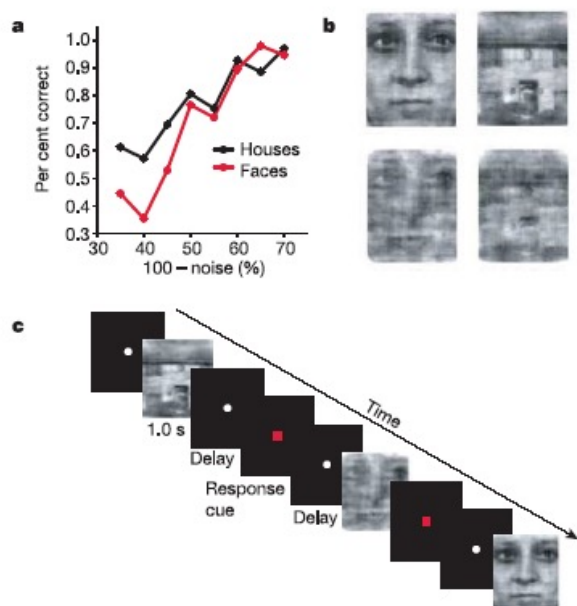 a
b
1.0
0.9
0.8
0.7
0.6
0.5
0.4
0.3
Per cent correct
Houses
Faces
30
40
50
60
70
100 – noise (%)
c
Time
1.0 s
Delay
Response
cue
Delay